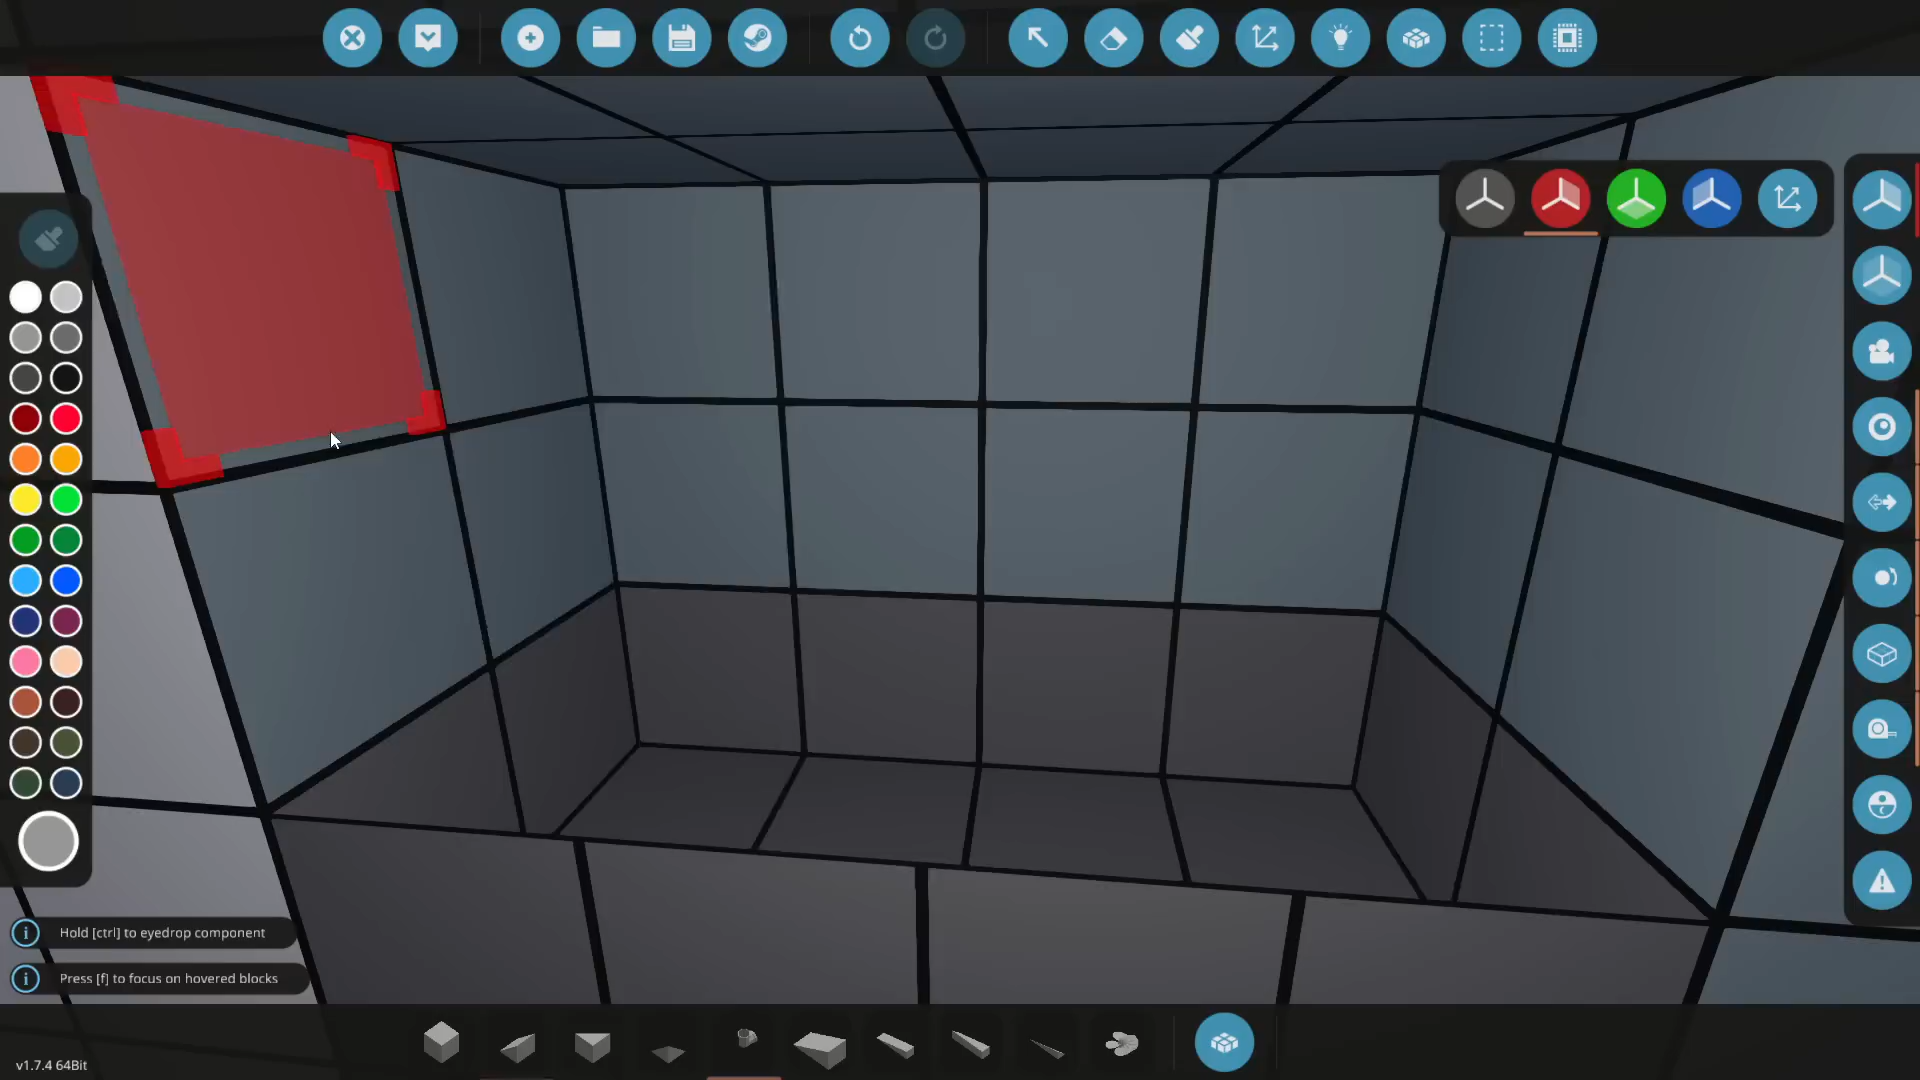 Hold [ctrl] to eyedrop component
Press [f] to focus on hovered blocks
v1.7.4 64Bit